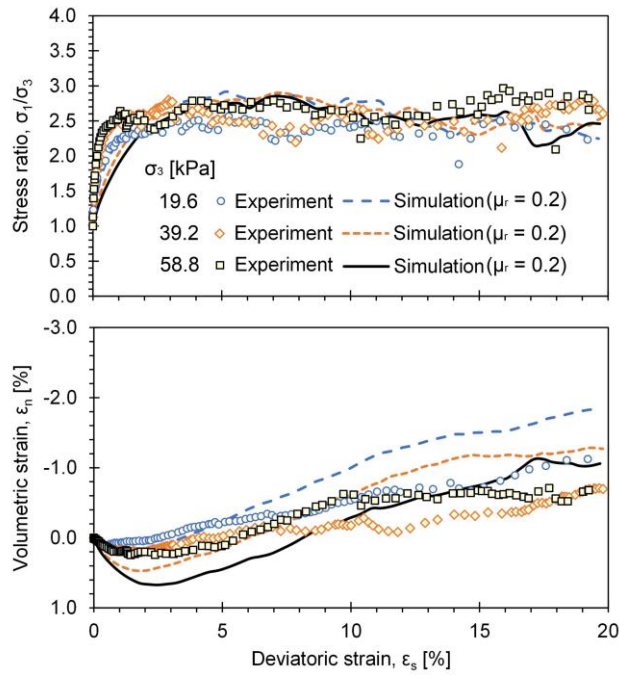 4.0
3.5
3.0
2.5
2.0
1.5
1.0
0.5
0.0
Stress ratio, σ₁/σ₃
σ₃ [kPa]
19.6 Experiment Simulation (μᵣ = 0.2)
39.2 Experiment Simulation (μᵣ = 0.2)
58.8 Experiment Simulation (μᵣ = 0.2)
-3.0
-2.0
-1.0
0.0
1.0
Volumetric strain, εₙ [%]
0 5 10 15 20
Deviatoric strain, εₛ [%]